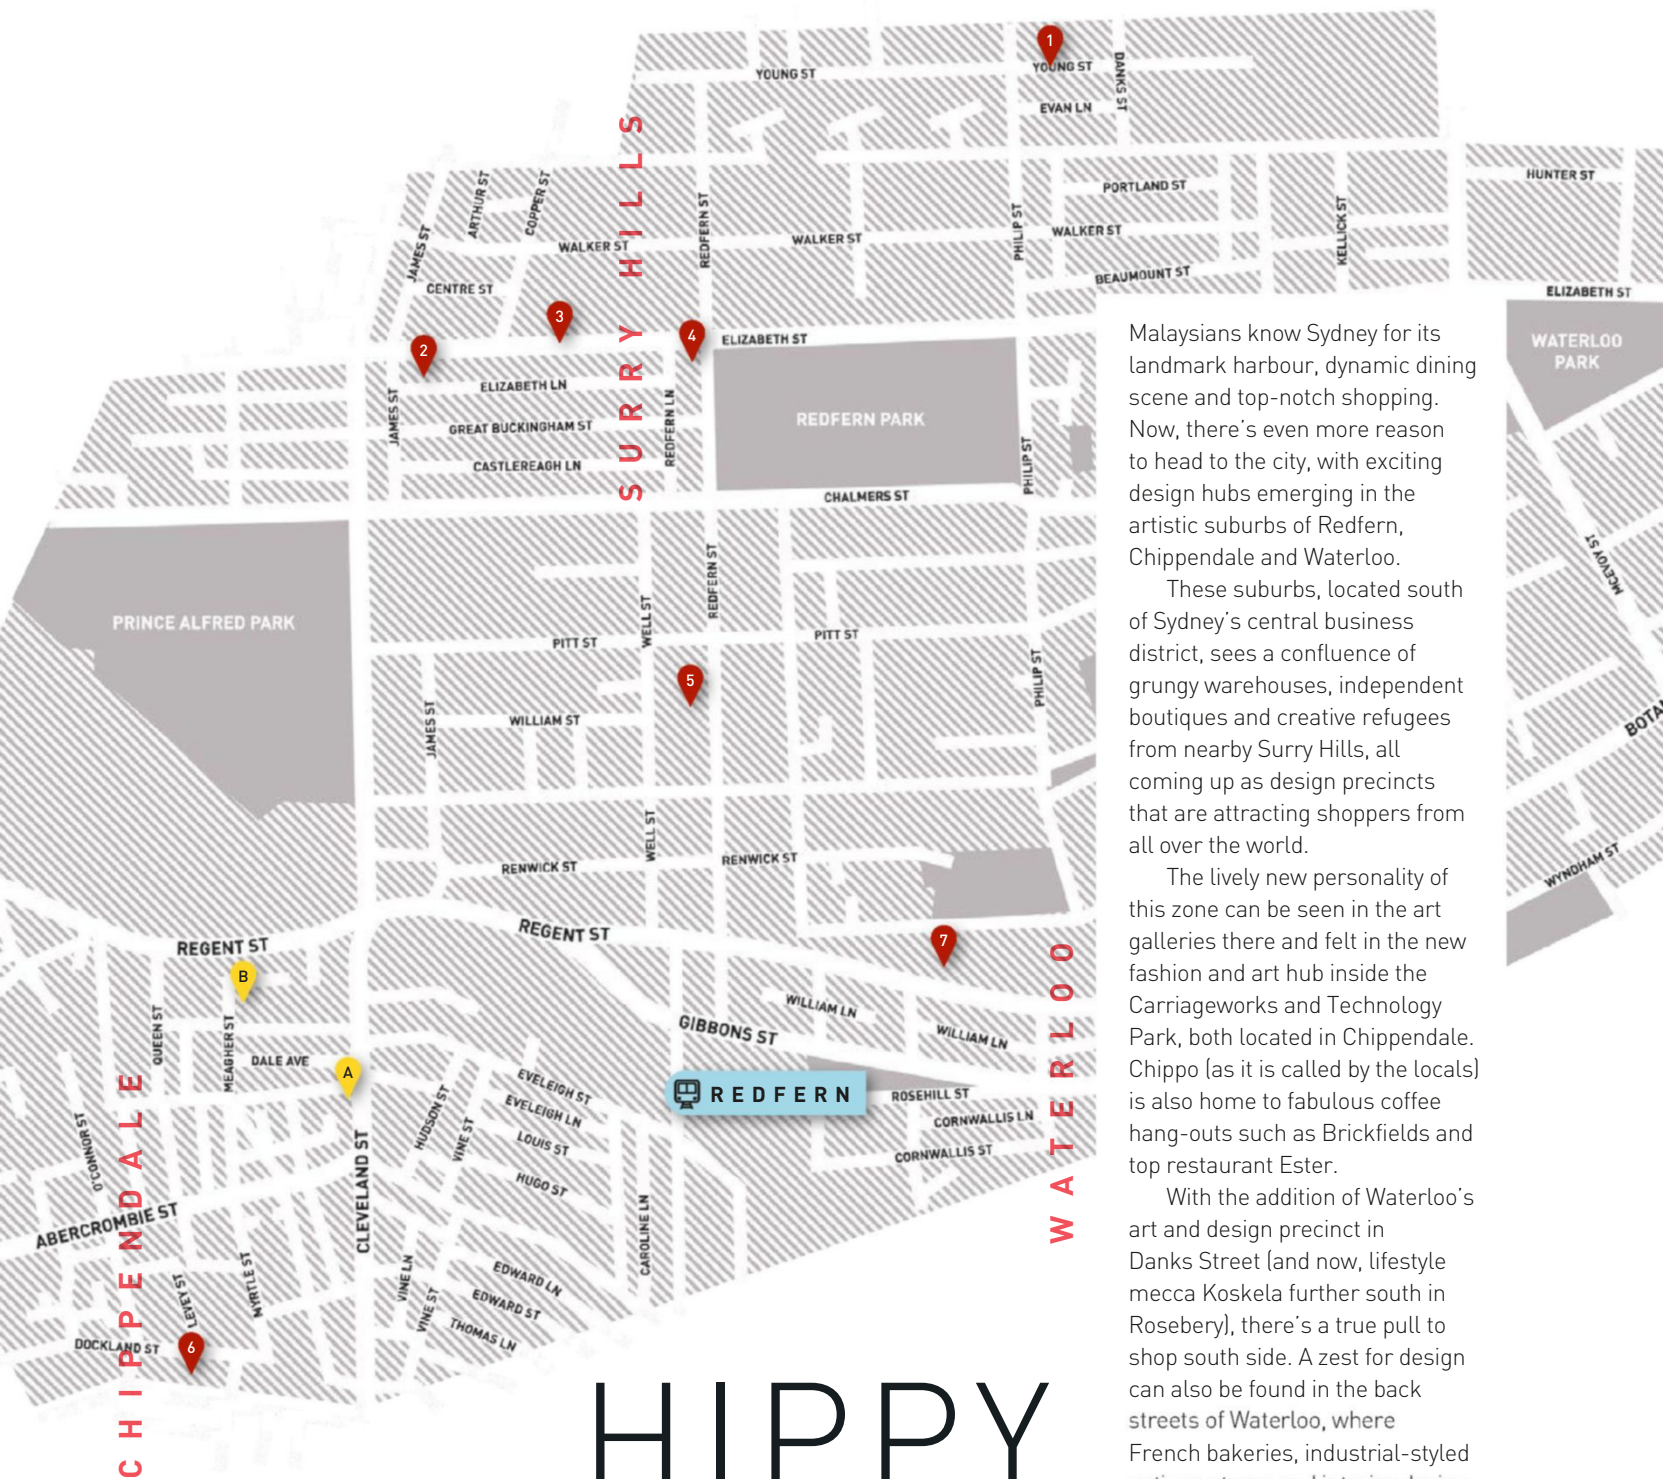 1
YOUNG ST
YOUNG ST
DANKS ST
EVAN LN
SURRY HILLS
ARTHUR ST
COPPER ST
JAMES ST
REDFERN ST
PHILIP ST
PORTLAND ST
KELLICK ST
HUNTER ST
WALKER ST
WALKER ST
WALKER ST
CENTRE ST
BEAUMOUNT ST
ELIZABETH ST
3
2
4
ELIZABETH ST
WATERLOO
PARK
JAMES ST
ELIZABETH LN
GREAT BUCKINGHAM ST
CASTLEREAGH LN
REDFERN LN
REDFERN PARK
PHILIP ST
CHALMERS ST
PRINCE ALFRED PARK
WELL ST
REDFERN ST
PITT ST
PITT ST
PHILIP ST
MCEVOY ST
5
JAMES ST
WILLIAM ST
WELL ST
RENWICK ST
RENWICK ST
BOTA
WYNDHAM ST
REGENT ST
REGENT ST
7
B
QUEEN ST
MEAGHER ST
DALE AVE
A
WILLIAM LN
GIBBONS ST
WILLIAM LN
WATERLOO
REDFERN
ROSEHILL ST
CORNWALLIS LN
CORNWALLIS ST
EVELEIGH ST
EVELEIGH LN
LOUIS ST
HUGO ST
HUDSON ST
VINE ST
O'CONNOR ST
CHIPPENDALE
ABERCROMBIE ST
CLEVELAND ST
CAROLINE LN
LEVEY ST
MYRTLE ST
VINE LN
VINE ST
EDWARD LN
EDWARD ST
THOMAS LN
DOCKLAND ST
6
HIPPY
Malaysians know Sydney for its
landmark harbour, dynamic dining
scene and top-notch shopping.
Now, there's even more reason
to head to the city, with exciting
design hubs emerging in the
artistic suburbs of Redfern,
Chippendale and Waterloo.
These suburbs, located south
of Sydney's central business
district, sees a confluence of
grungy warehouses, independent
boutiques and creative refugees
from nearby Surry Hills, all
coming up as design precincts
that are attracting shoppers from
all over the world.
The lively new personality of
this zone can be seen in the art
galleries there and felt in the new
fashion and art hub inside the
Carriageworks and Technology
Park, both located in Chippendale.
Chippo (as it is called by the locals)
is also home to fabulous coffee
hang-outs such as Brickfields and
top restaurant Ester.
With the addition of Waterloo's
art and design precinct in
Danks Street (and now, lifestyle
mecca Koskela further south in
Rosebery), there's a true pull to
shop south side. A zest for design
can also be found in the back
streets of Waterloo, where
French bakeries, industrial-styled